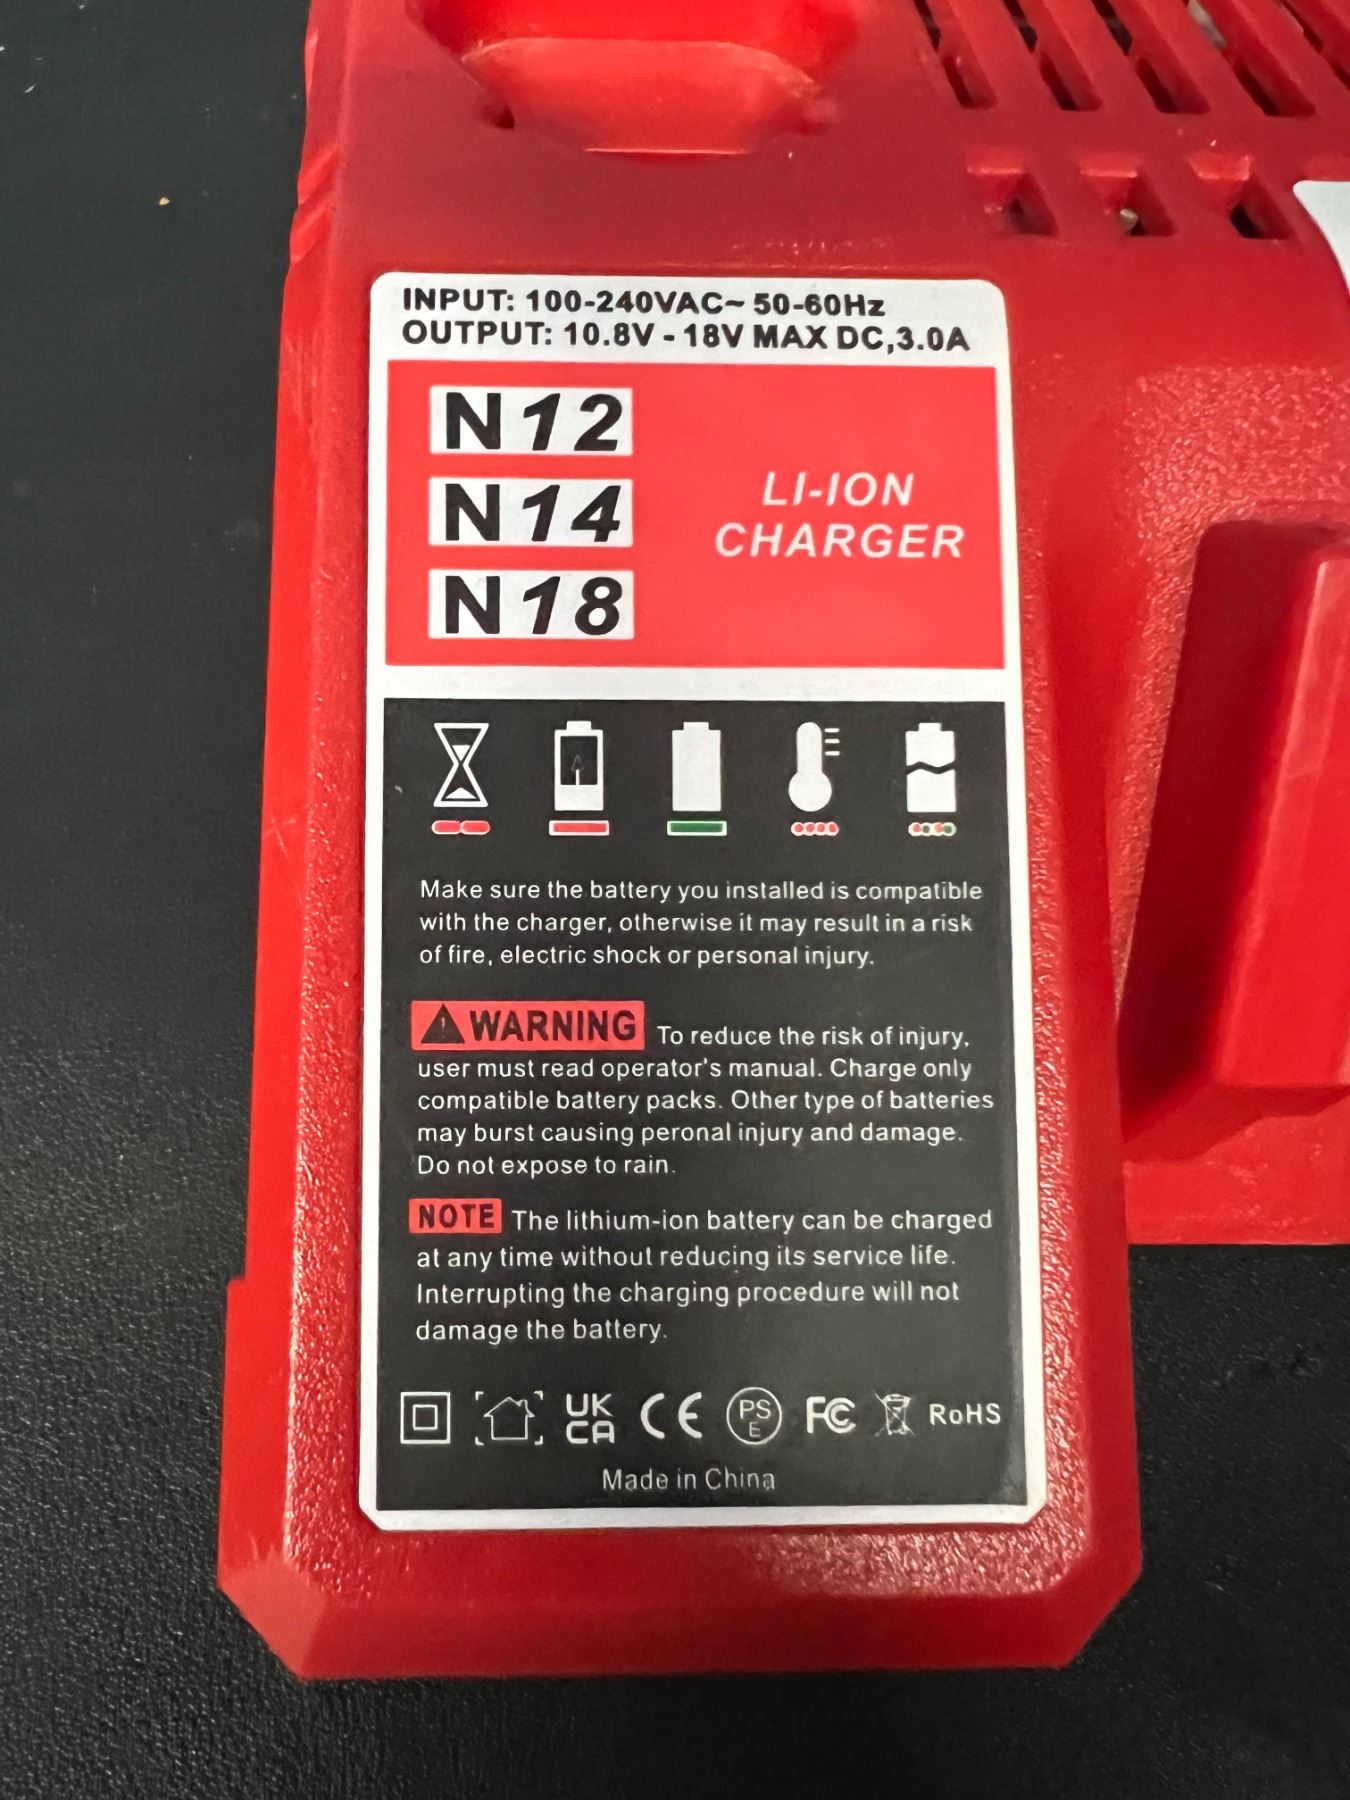 INPUT: 100-240VAC~ 50-60Hz
OUTPUT: 10.8V - 18V MAX DC,3.0A
N12
N14
N18
LI-ION
CHARGER
Make sure the battery you installed is compatible
with the charger, otherwise it may result in a risk
of fire, electric shock or personal injury.
WARNING To reduce the risk of injury,
user must read operator's manual. Charge only
compatible battery packs. Other type of batteries
may burst causing peronal injury and damage.
Do not expose to rain.
NOTE The lithium-ion battery can be charged
at any time without reducing its service life.
Interrupting the charging procedure will not
damage the battery.
UK CA CE PS E FC RoHS
Made in China